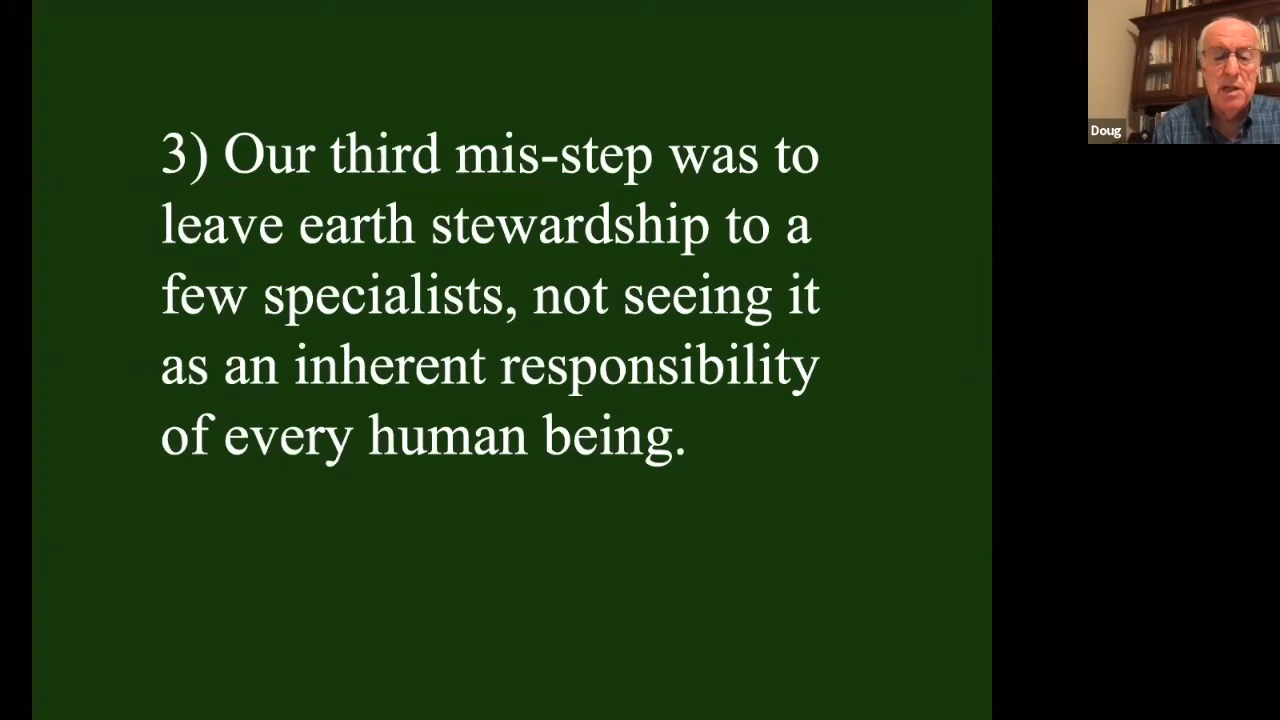 3) Our third mis-step was to
leave earth stewardship to a
few specialists, not seeing it
as an inherent responsibility
of every human being.
Doug